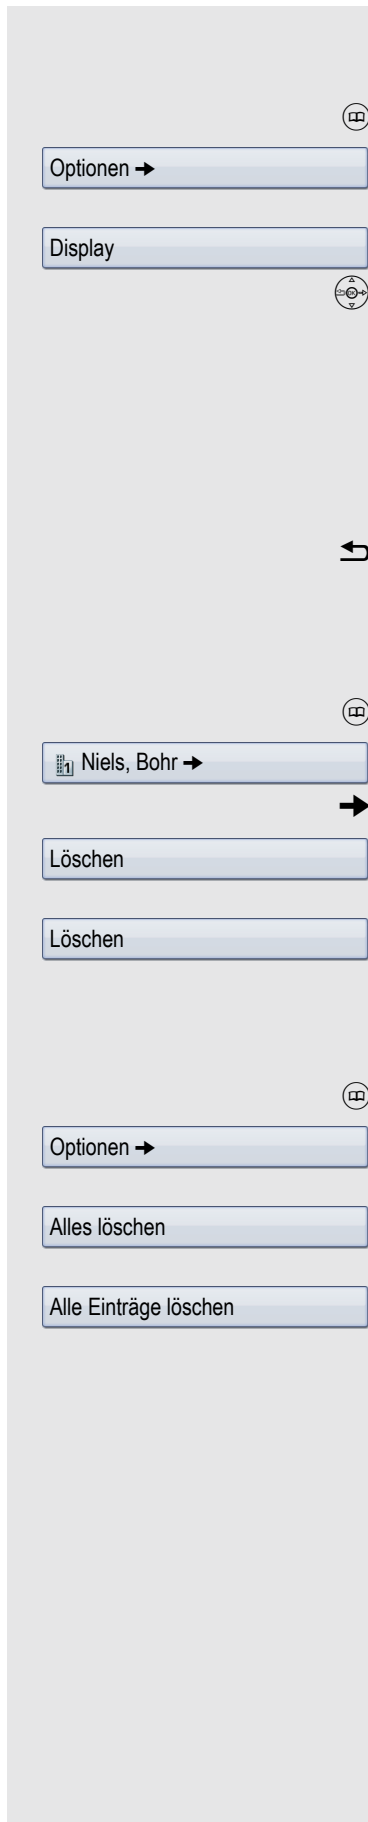 Optionen ➔
Display
Niels, Bohr ➔
Löschen
Löschen
Optionen ➔
Alles löschen
Alle Einträge löschen